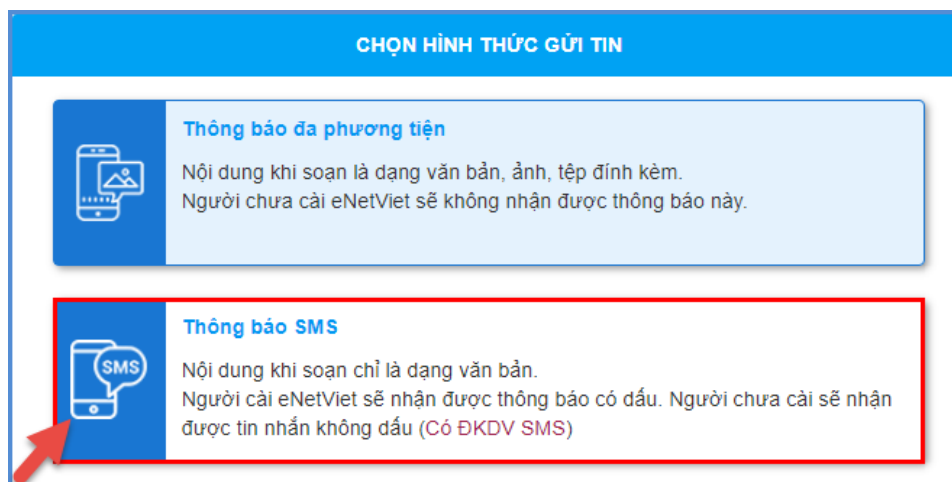 CHỌN HÌNH THỨC GỬI TIN
Thông báo đa phương tiện
Nội dung khi soạn là dạng văn bản, ảnh, tệp đính kèm.
Người chưa cài eNetViet sẽ không nhận được thông báo này.
Thông báo SMS
SMS
Nội dung khi soạn chỉ là dạng văn bản.
Người cài eNetViet sẽ nhận được thông báo có dấu. Người chưa cài sẽ nhận
được tin nhắn không dấu (Có ĐKDV SMS)